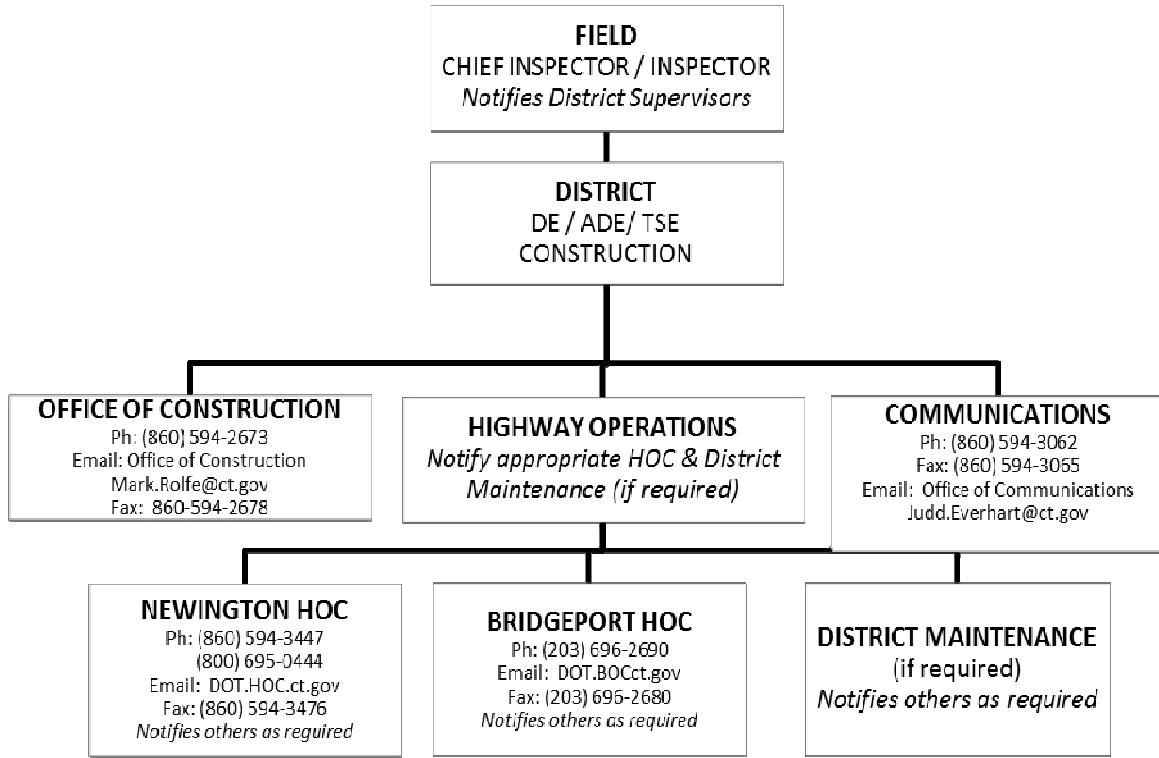 FIELD
CHIEF INSPECTOR / INSPECTOR
Notifies District Supervisors
DISTRICT
DE / ADE/ TSE
CONSTRUCTION
OFFICE OF CONSTRUCTION
Ph: (860) 594-2673
Email: Office of Construction
Mark.Rolfe@ct.gov
Fax: 860-594-2678
HIGHWAY OPERATIONS
Notify appropriate HOC & District
Maintenance (if required)
COMMUNICATIONS
Ph: (860) 594-3062
Fax: (860) 594-3065
Email: Office of Communications
Judd.Everhart@ct.gov
NEWINGTON HOC
Ph: (860) 594-3447
(800) 695-0444
Email: DOT.HOC.ct.gov
Fax: (860) 594-3476
Notifies others as required
BRIDGEPORT HOC
Ph: (203) 696-2690
Email: DOT.BOCct.gov
Fax: (203) 696-2680
Notifies others as required
DISTRICT MAINTENANCE
(if required)
Notifies others as required